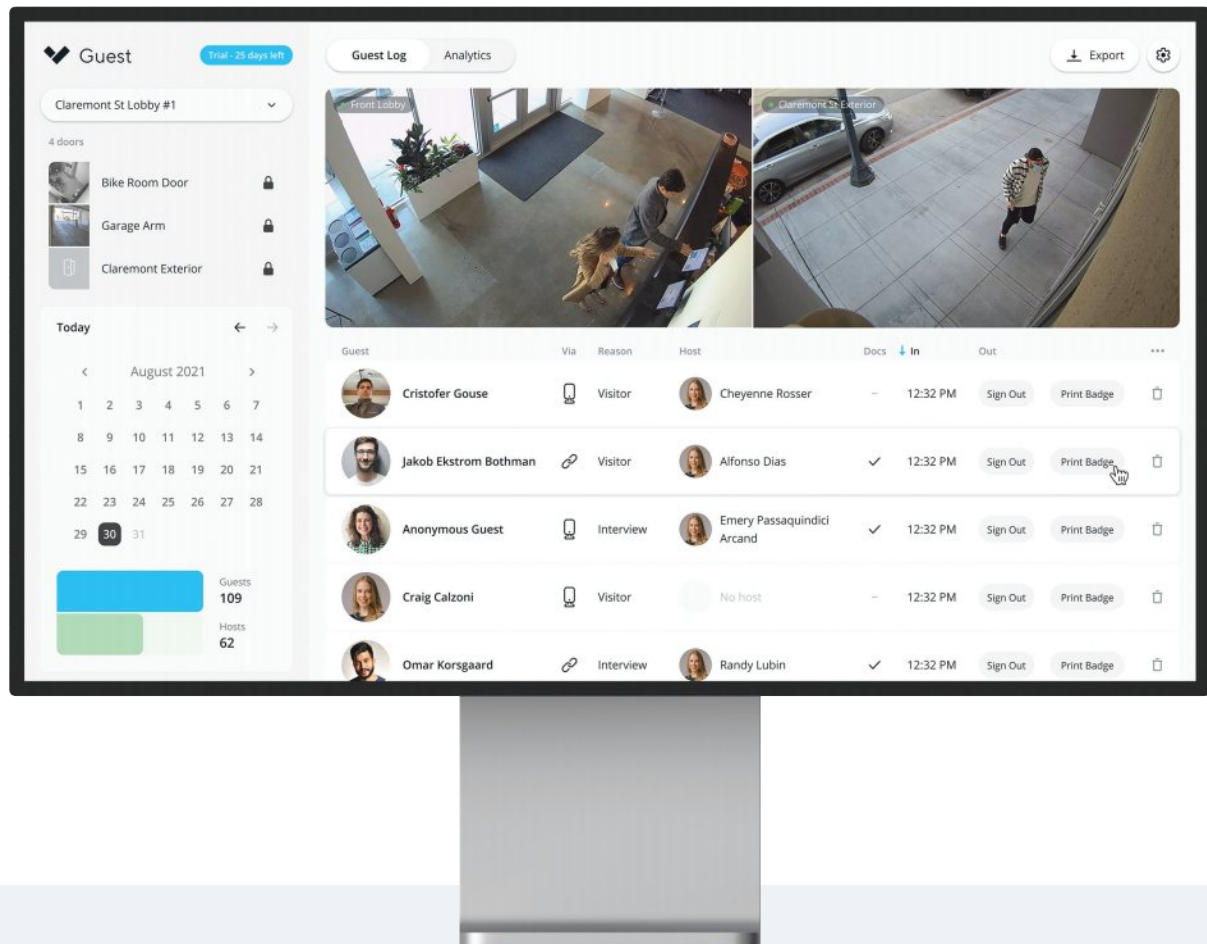 Guest
Trial - 25 days left
Claremont St Lobby #1
4 doors
Bike Room Door
Garage Arm
Claremont Exterior
Today
August 2021
1 2 3 4 5 6 7
8 9 10 11 12 13 14
15 16 17 18 19 20 21
22 23 24 25 26 27 28
29 30 31
Guests
109
Hosts
62
Guest Log Analytics
Export
Front Lobby
Claremont St Exterior
Guest Via Reason Host Docs In Out
Cristofer Gouse Visitor Cheyenne Rosser – 12:32 PM Sign Out Print Badge
Jakob Ekstrom Bothman Visitor Alfonso Dias 12:32 PM Sign Out Print Badge
Anonymous Guest Interview Emery Passaquindici
Arcand 12:32 PM Sign Out Print Badge
Craig Calzoni Visitor No host – 12:32 PM Sign Out Print Badge
Omar Korsgaard Interview Randy Lubin 12:32 PM Sign Out Print Badge